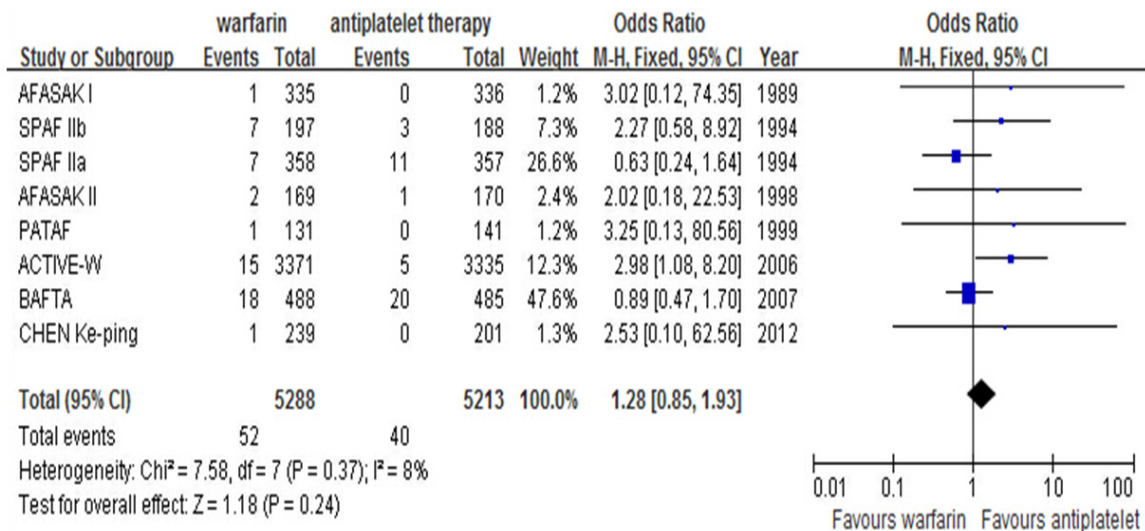 warfarin antiplatelet therapy Odds Ratio Odds Ratio
Study or Subgroup Events Total Events Total Weight M-H, Fixed, 95% CI Year M-H, Fixed, 95% CI
AFASAK I 1 335 0 336 1.2% 3.02 [0.12, 74.35] 1989
SPAF IIb 7 197 3 188 7.3% 2.27 [0.58, 8.92] 1994
SPAF IIa 7 358 11 357 26.6% 0.63 [0.24, 1.64] 1994
AFASAK II 2 169 1 170 2.4% 2.02 [0.18, 22.53] 1998
PATAF 1 131 0 141 1.2% 3.25 [0.13, 80.56] 1999
ACTIVE-W 15 3371 5 3335 12.3% 2.98 [1.08, 8.20] 2006
BAFTA 18 488 20 485 47.6% 0.89 [0.47, 1.70] 2007
CHEN Ke-ping 1 239 0 201 1.3% 2.53 [0.10, 62.56] 2012
Total (95% CI) 5288 5213 100.0% 1.28 [0.85, 1.93]
Total events 52 40
Heterogeneity: Chi² = 7.58, df = 7 (P = 0.37); I² = 8%
Test for overall effect: Z = 1.18 (P = 0.24)
0.01 0.1 1 10 100
Favours warfarin Favours antiplatelet